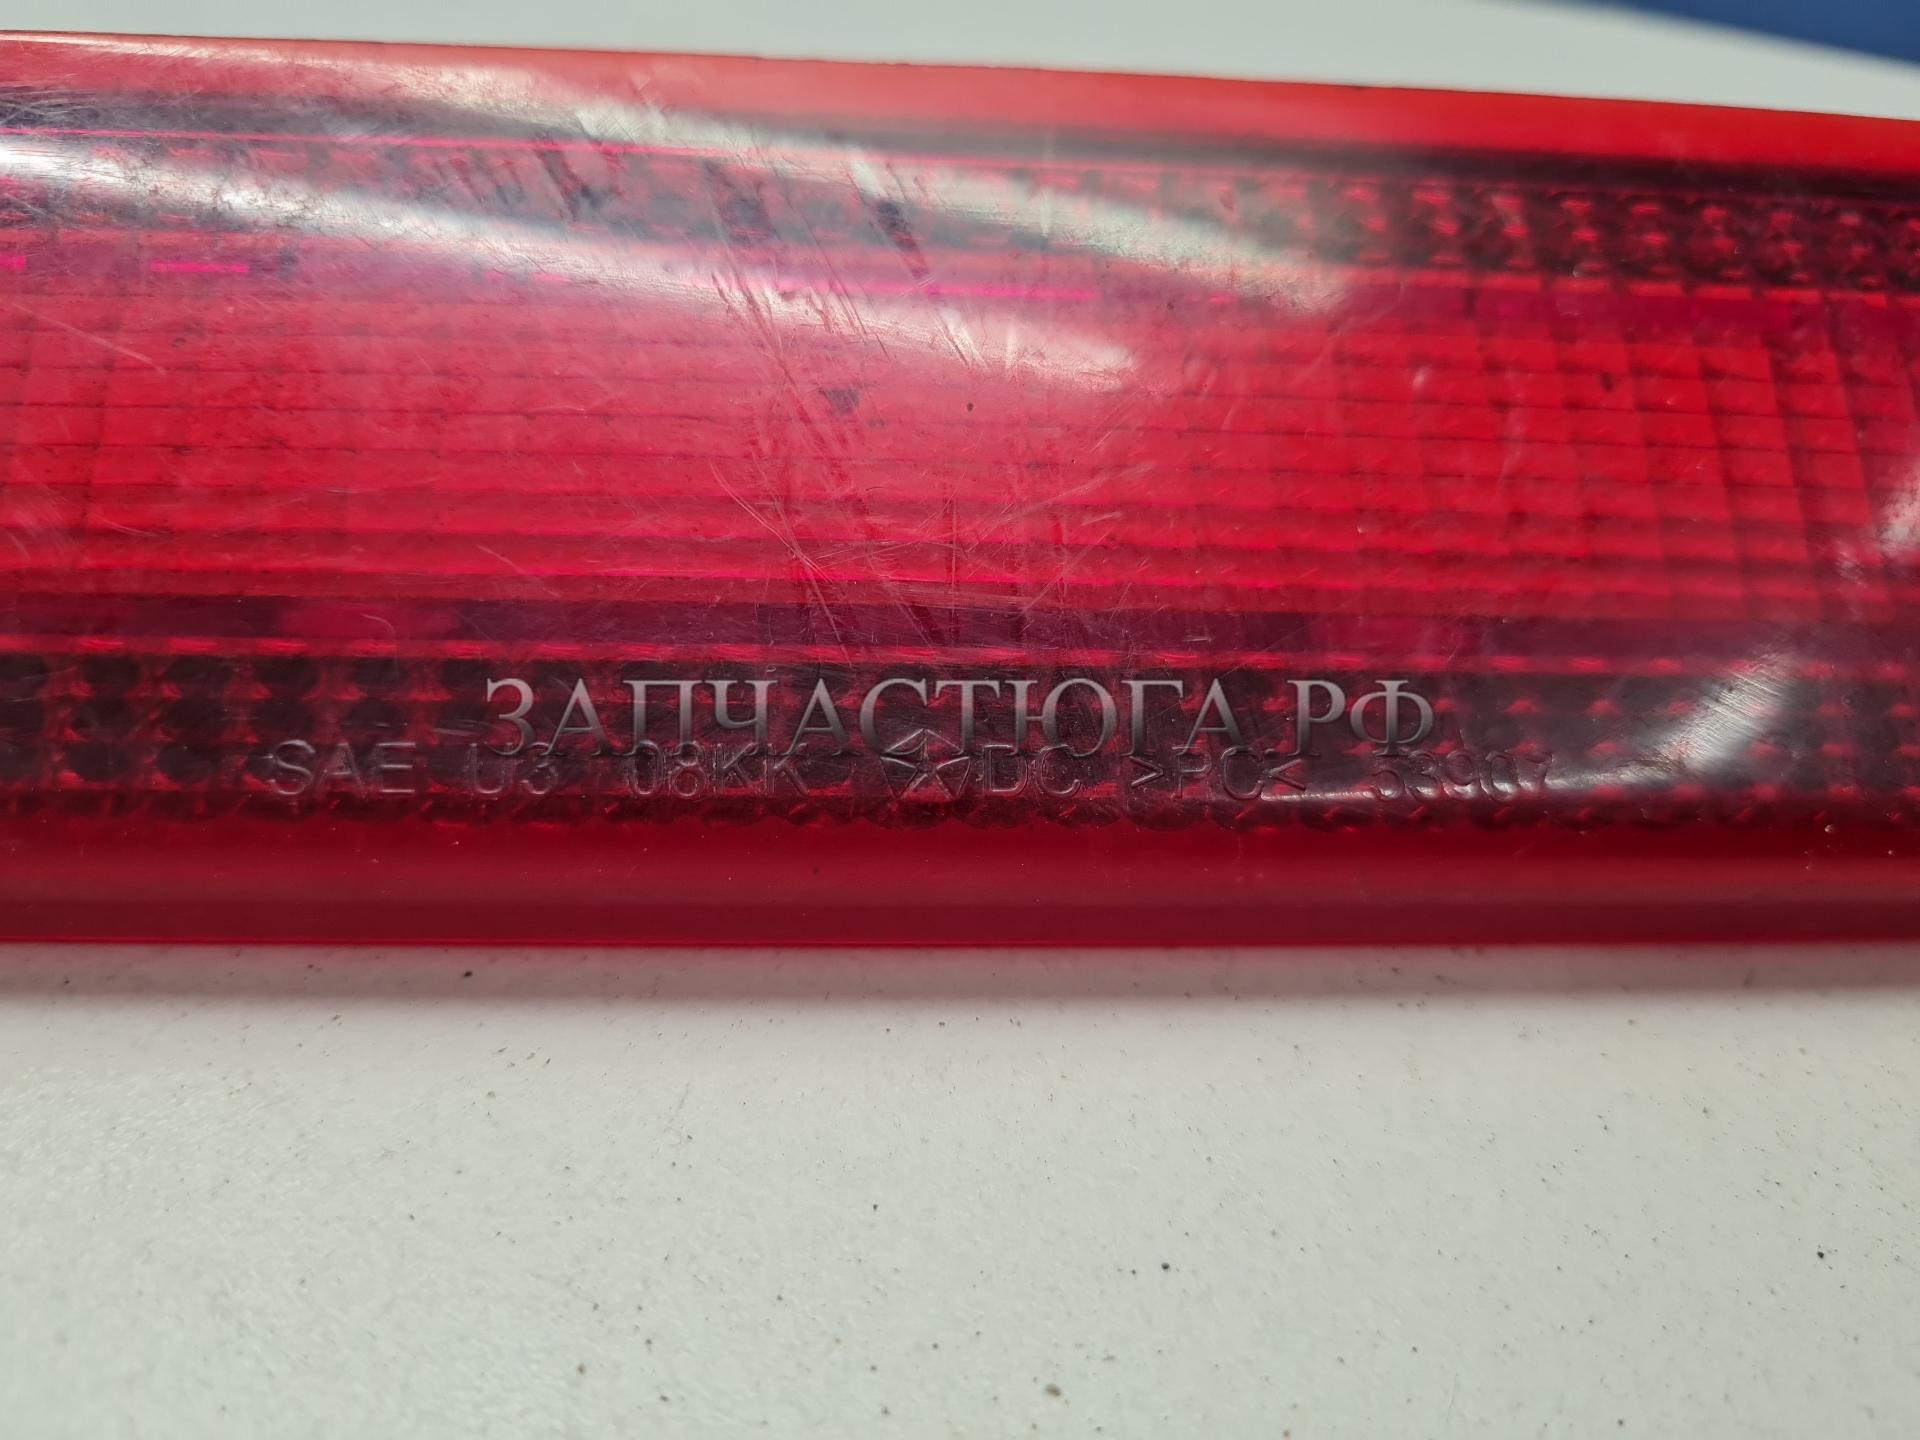 ЗАПЧАСТЮГА.РФ
SAE U3 08KK DC >PC< 53907